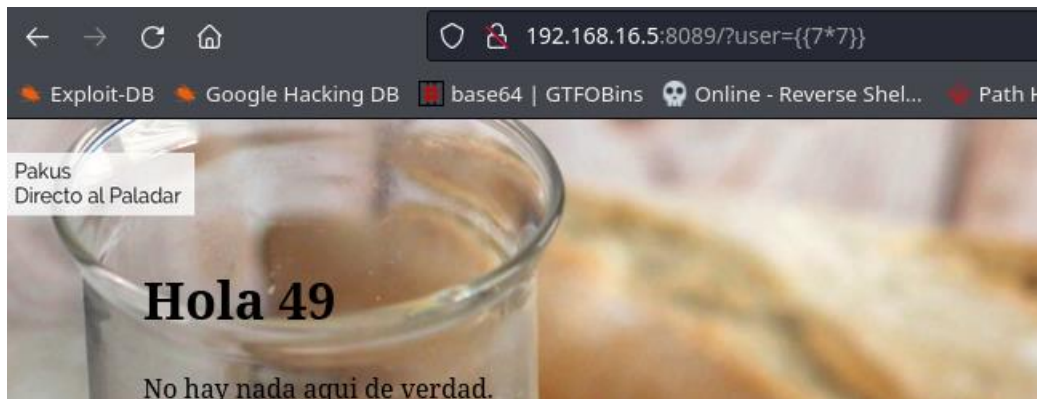 192.168.16.5:8089/?user={{7*7}}
Exploit-DB Google Hacking DB base64 | GTFOBins Online - Reverse Shel... Path H
Pakus
Directo al Paladar
Hola 49
No hay nada aqui de verdad.